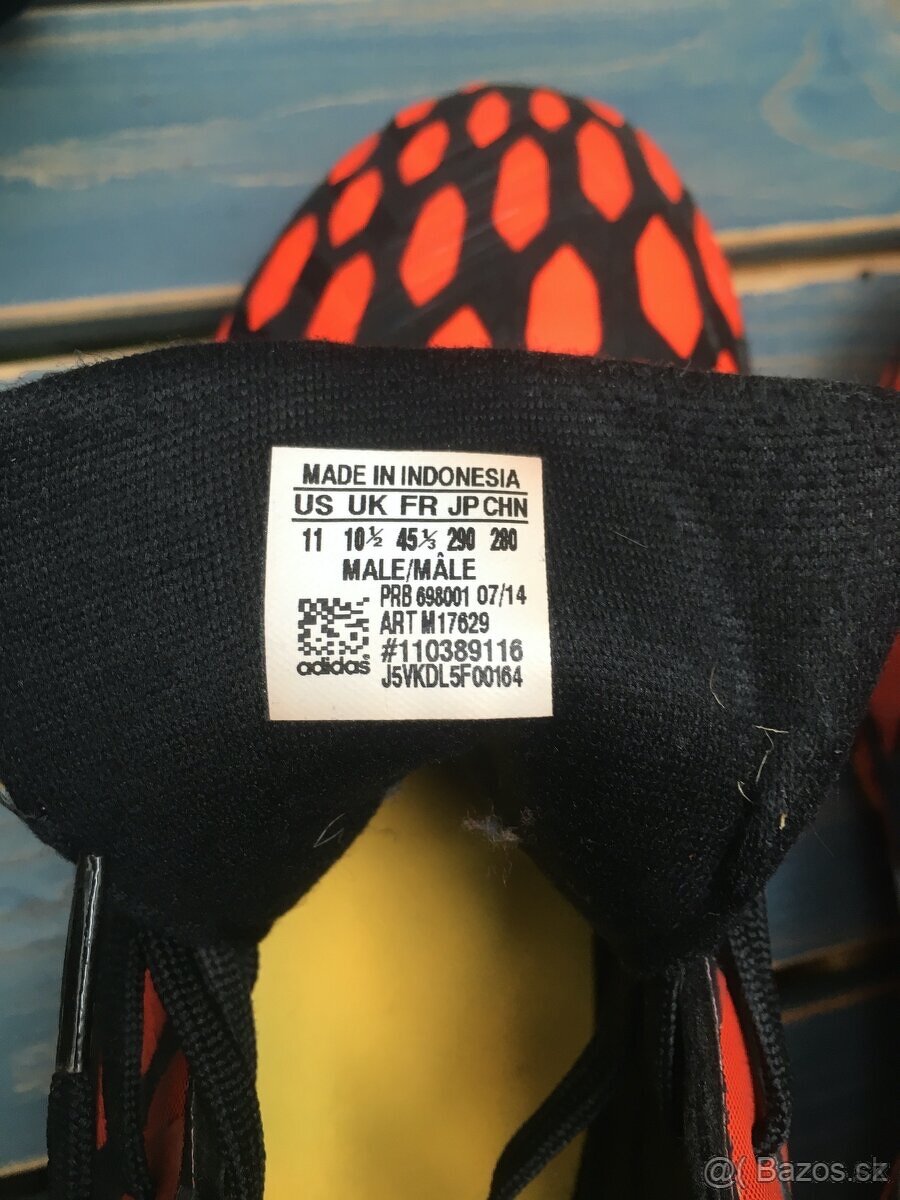 MADE IN INDONESIA
US UK FR JP CHN
11 10½ 45⅓ 290 280
MALE/MÂLE
PRB 698001 07/14
ART M17629
#110389116
adidas®
J5VKDL5F00164
@( Bazos.sk